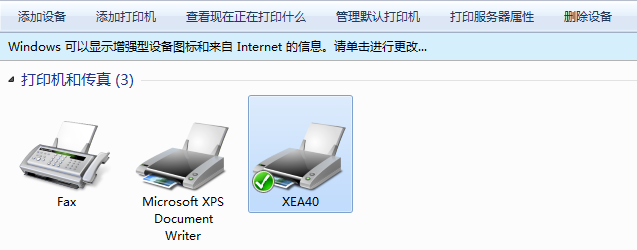 添加设备 添加打印机 查看现在正在打印什么 管理默认打印机 打印服务器属性 删除设备
Windows 可以显示增强型设备图标和来自 Internet 的信息。请单击进行更改...
打印机和传真 (3)
Fax
Microsoft XPS
Document
Writer
XEA40